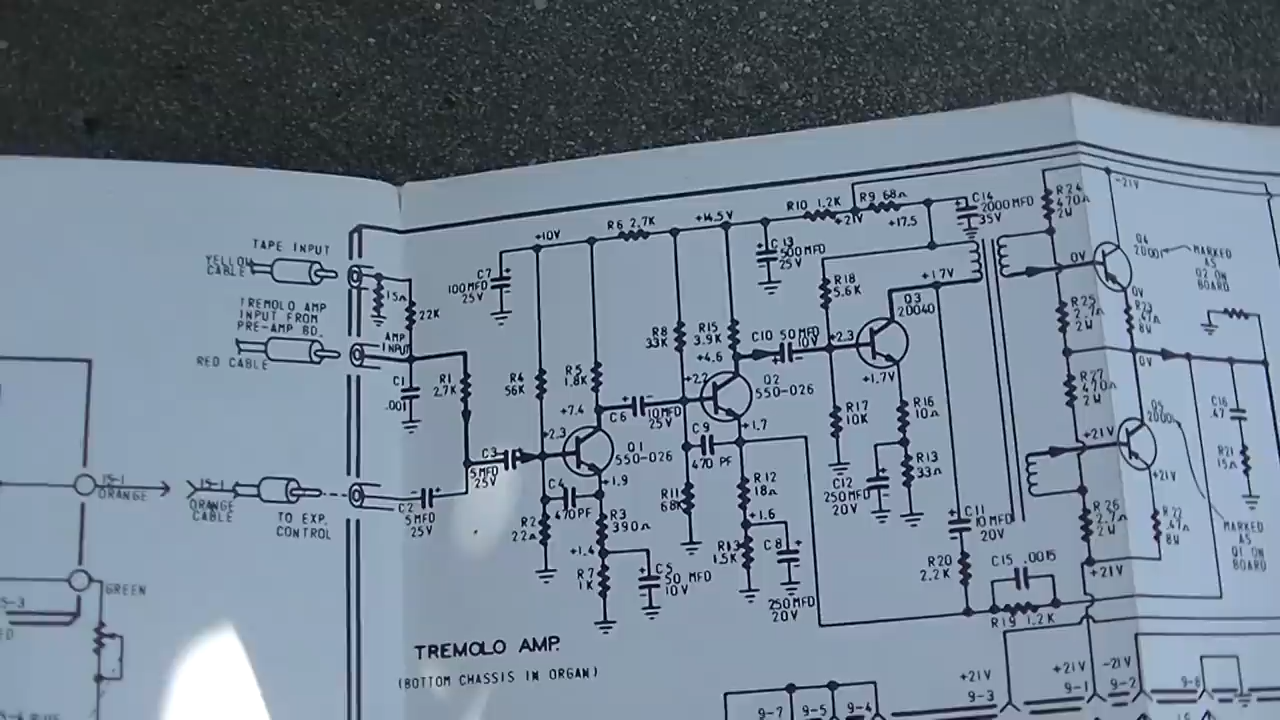 TAPE INPUT
YELLOW
CABLE
15Ω
22K
TREMOLO AMP
INPUT FROM
PRE-AMP BD.
RED CABLE
AMP
INPUT
C1
.001
R1
2.7K
15-1
ORANGE
15-1
ORANGE
CABLE
TO EXP.
CONTROL
C2
5MFD
25V
C3
5MFD
25V
GREEN
+10V
C7
100MFD
25V
R6 2.7K
+14.5V
R4
56K
R5
1.8K
+7.4
+2.3
Q1
550-026
+1.9
C4
470PF
R2
R3
390Ω
+1.4
R7
1K
C5
50 MFD
10V
C6
10MFD
25V
R8
33K
R15
3.9K
+4.6
+2.2
Q2
550-026
+1.7
C9
470 PF
R11
68K
R12
18Ω
+1.6
1.5K
C8
250MFD
20V
C13
500MFD
25V
R10 1.2K
+21V
R9 68Ω
+17.5
C14
2000MFD
35V
R18
5.6K
C10 50MFD
10V
+2.3
Q3
20040
+17V
+1.7V
R17
10K
R16
10Ω
R13
33Ω
C12
250MFD
20V
C11
10MFD
20V
R20
2.2K
C15 .0015
R19 1.2K
R24
470Ω
2W
-21V
Q4
0V
0V
MARKED
AS
Q2 ON
BOARD
R25
2.7Ω
2W
R23
.47Ω
8W
0V
R27
470Ω
2W
Q5
+21V
+21V
R26
2.7Ω
2W
R22
.47Ω
8W
+21V
C16
.47
R21
15Ω
MARKED
AS
Q1 ON
BOARD
TREMOLO AMP.
(BOTTOM CHASSIS IN ORGAN)
+21V
9-3
+21V
9-1
-21V
9-2
9-6
9-7
9-5
9-4